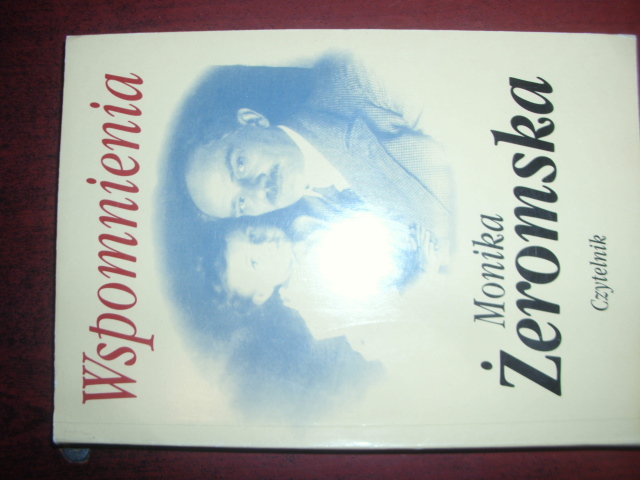 Wspomnienia
Monika
Żeromska
Czytelnik